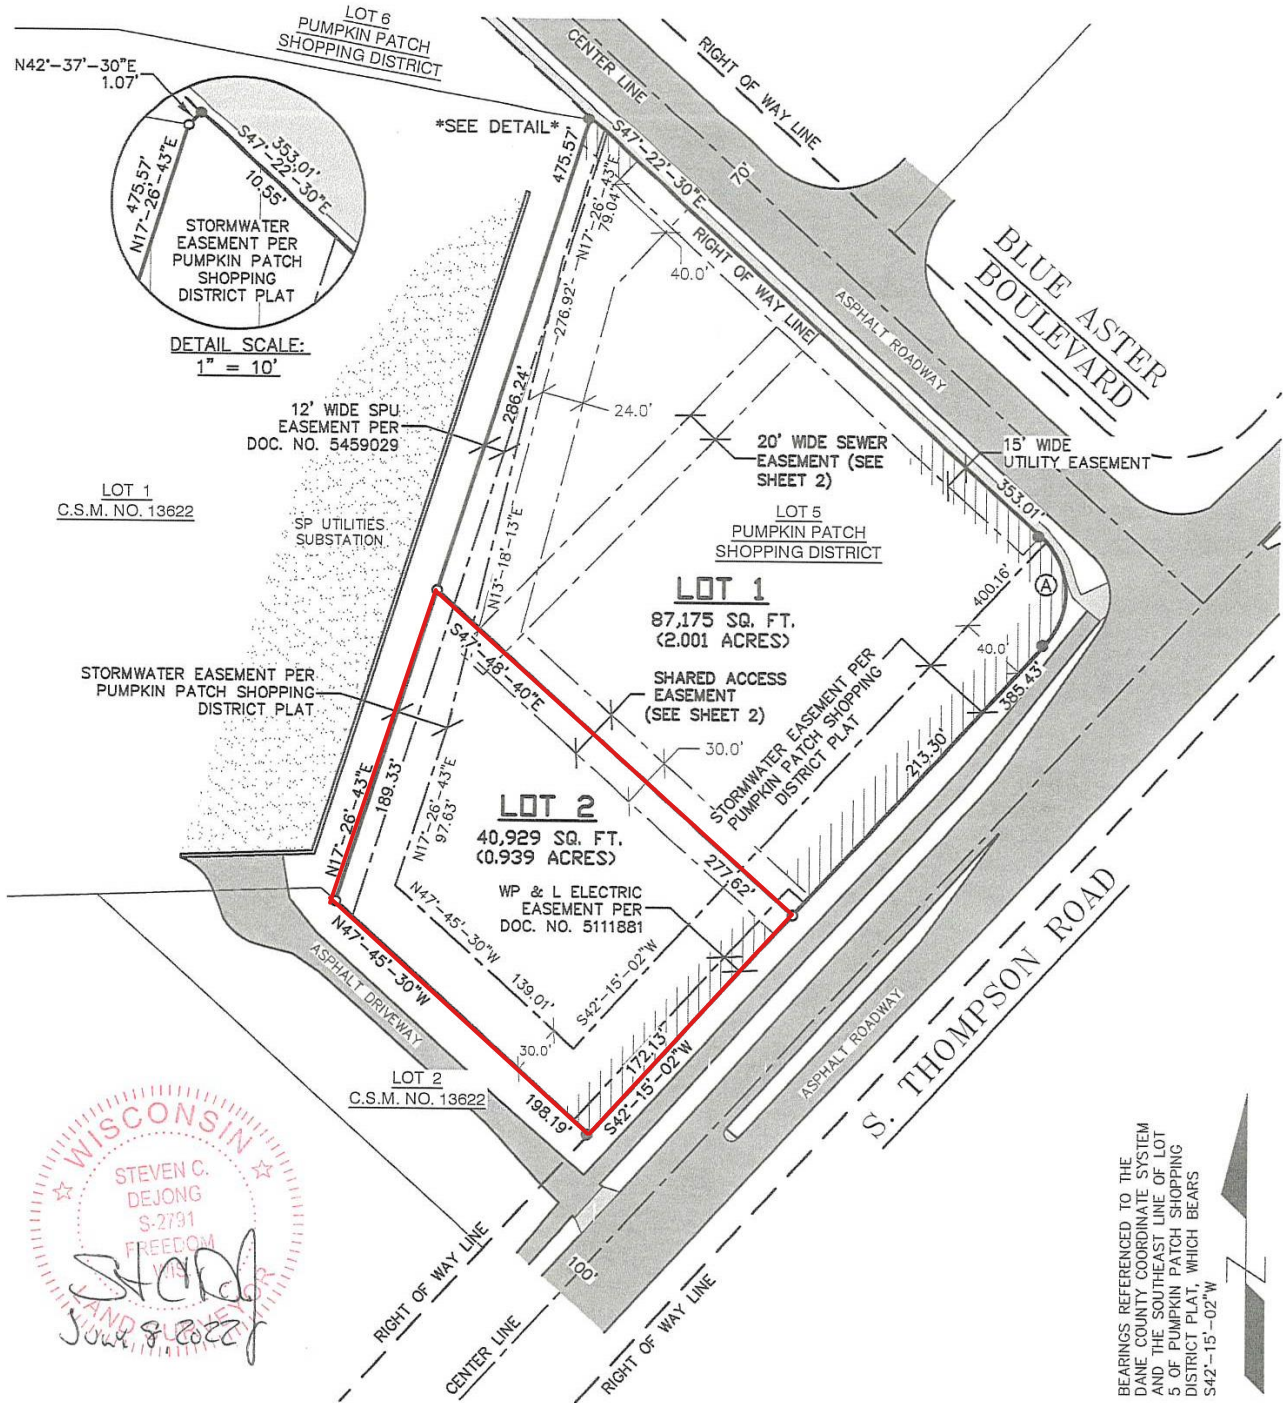 LOT 6
PUMPKIN PATCH
SHOPPING DISTRICT
N42°-37'-30"E
1.07'
475.57'
N17°-26'-43"E
353.01'
S47°-22'-30"E
10.55'
STORMWATER
EASEMENT PER
PUMPKIN PATCH
SHOPPING
DISTRICT PLAT
DETAIL SCALE:
1" = 10'
*SEE DETAIL*
475.57'
S47°-22'-30"E
CENTER LINE
RIGHT OF WAY LINE
70'
N17°-26'-43"E
79.04'
40.0'
RIGHT OF WAY LINE
ASPHALT ROADWAY
BLUE ASTER
BOULEVARD
276.92'
286.24'
24.0'
12' WIDE SPU
EASEMENT PER
DOC. NO. 5459029
20' WIDE SEWER
EASEMENT (SEE
SHEET 2)
15' WIDE
UTILITY EASEMENT
353.01'
LOT 1
C.S.M. NO. 13622
SP UTILITIES
SUBSTATION
N13°-18'-13"E
LOT 5
PUMPKIN PATCH
SHOPPING DISTRICT
LOT 1
87,175 SQ. FT.
(2.001 ACRES)
400.16'
A
40.0'
385.43'
213.30'
S47°-48'-40"E
SHARED ACCESS
EASEMENT
(SEE SHEET 2)
30.0'
STORMWATER EASEMENT PER
PUMPKIN PATCH SHOPPING
DISTRICT PLAT
STORMWATER EASEMENT PER
PUMPKIN PATCH SHOPPING
DISTRICT PLAT
N17°-26'-43"E
189.33'
N17°-26'-43"E
97.63'
LOT 2
40,929 SQ. FT.
(0.939 ACRES)
277.62'
WP & L ELECTRIC
EASEMENT PER
DOC. NO. 5111881
N47°-45'-30"W
139.01'
S42°-15'-02"W
N47°-45'-30"W
198.19'
30.0'
172.13'
S42°-15'-02"W
ASPHALT DRIVEWAY
LOT 2
C.S.M. NO. 13622
ASPHALT ROADWAY
S. THOMPSON ROAD
100'
RIGHT OF WAY LINE
CENTER LINE
RIGHT OF WAY LINE
WISCONSIN
STEVEN C.
DEJONG
S-2791
FREEDOM
WIS.
LAND SURVEYOR
June 8, 2022
BEARINGS REFERENCED TO THE
DANE COUNTY COORDINATE SYSTEM
AND THE SOUTHEAST LINE OF LOT
5 OF PUMPKIN PATCH SHOPPING
DISTRICT PLAT, WHICH BEARS
S42°-15'-02"W